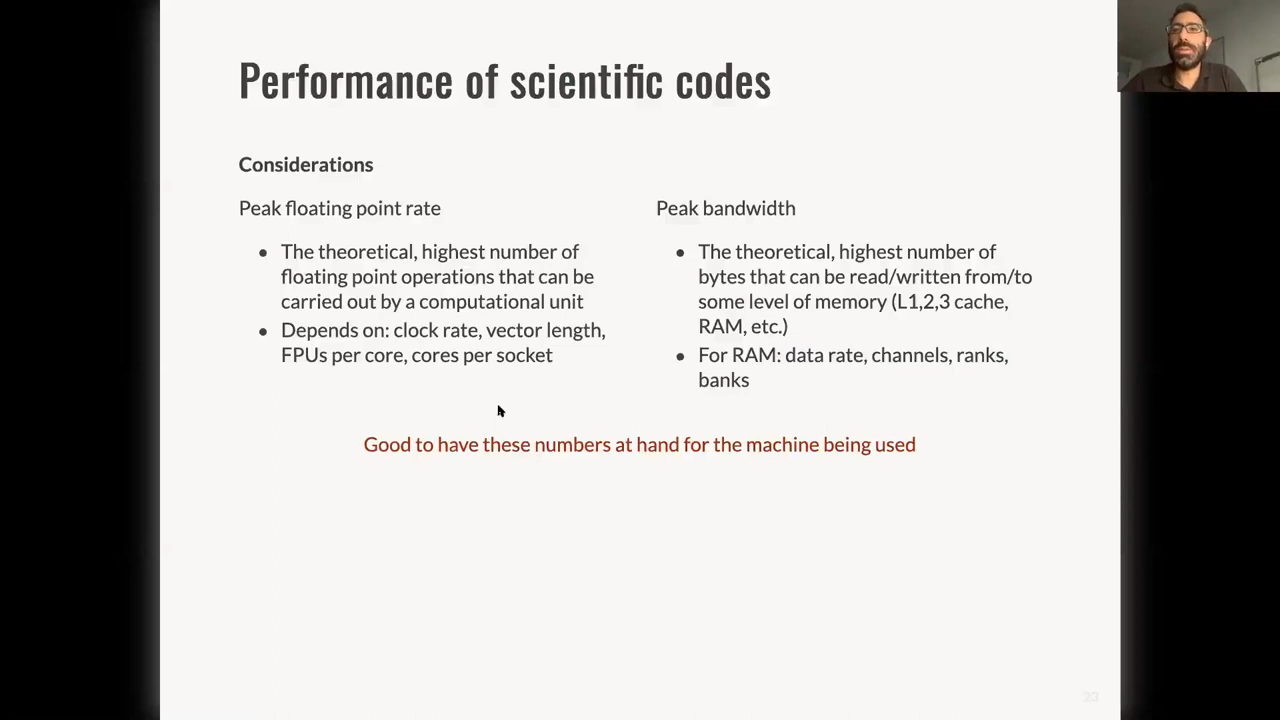 Performance of scientific codes
Considerations
Peak floating point rate
• The theoretical, highest number of
floating point operations that can be
carried out by a computational unit
• Depends on: clock rate, vector length,
FPUs per core, cores per socket
Peak bandwidth
• The theoretical, highest number of
bytes that can be read/written from/to
some level of memory (L1,2,3 cache,
RAM, etc.)
• For RAM: data rate, channels, ranks,
banks
Good to have these numbers at hand for the machine being used
23